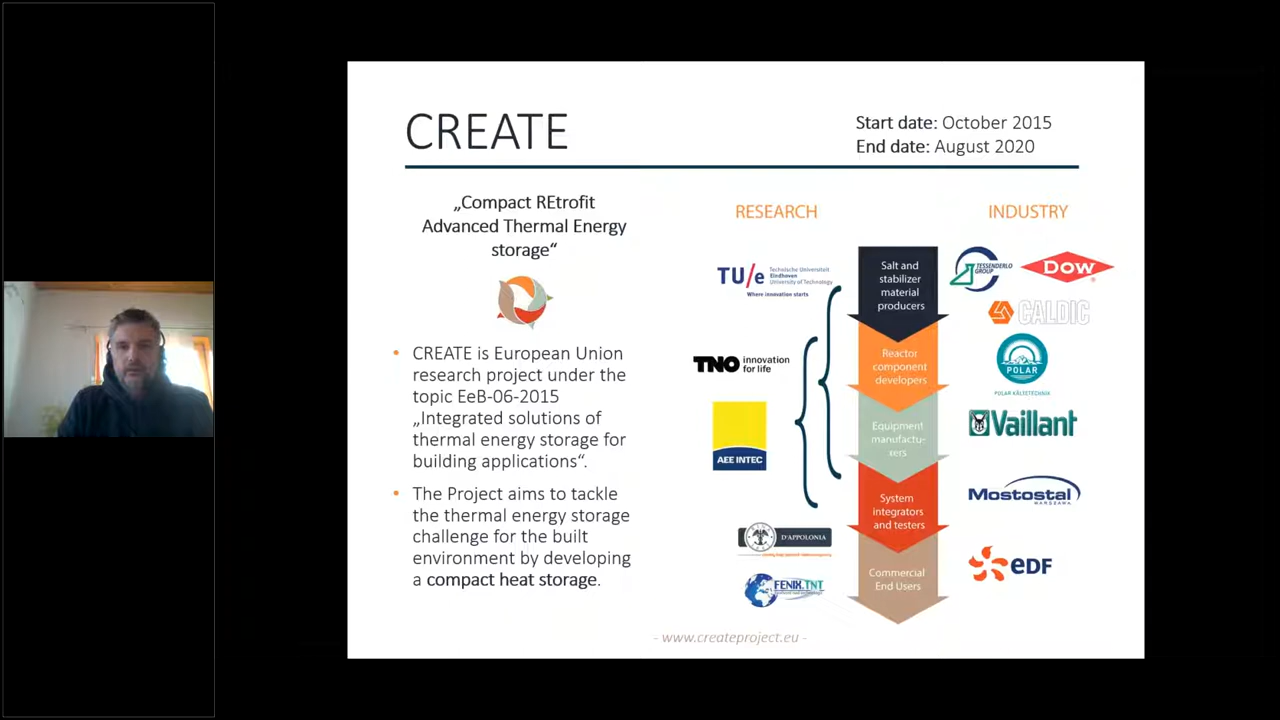 CREATE
Start date: October 2015
End date: August 2020
„Compact REtrofit
Advanced Thermal Energy
storage“
• CREATE is European Union
research project under the
topic EeB-06-2015
„Integrated solutions of
thermal energy storage for
building applications“.
• The Project aims to tackle
the thermal energy storage
challenge for the built
environment by developing
a compact heat storage.
RESEARCH
INDUSTRY
TU/e Technische Universiteit
Eindhoven
University of Technology
Where innovation starts
TNO innovation
for life
AEE INTEC
D'APPOLONIA
FENIX TNT
Salt and
stabilizer
material
producers
Reactor
component
developers
Equipment
manufactu-
rers
System
integrators
and testers
Commercial
End Users
TESSENDERLO
GROUP
DOW
CALDIC
POLAR
POLAR KÄLTETECHNIK
Vaillant
Mostostal
WARSZAWA
eDF
- www.createproject.eu -